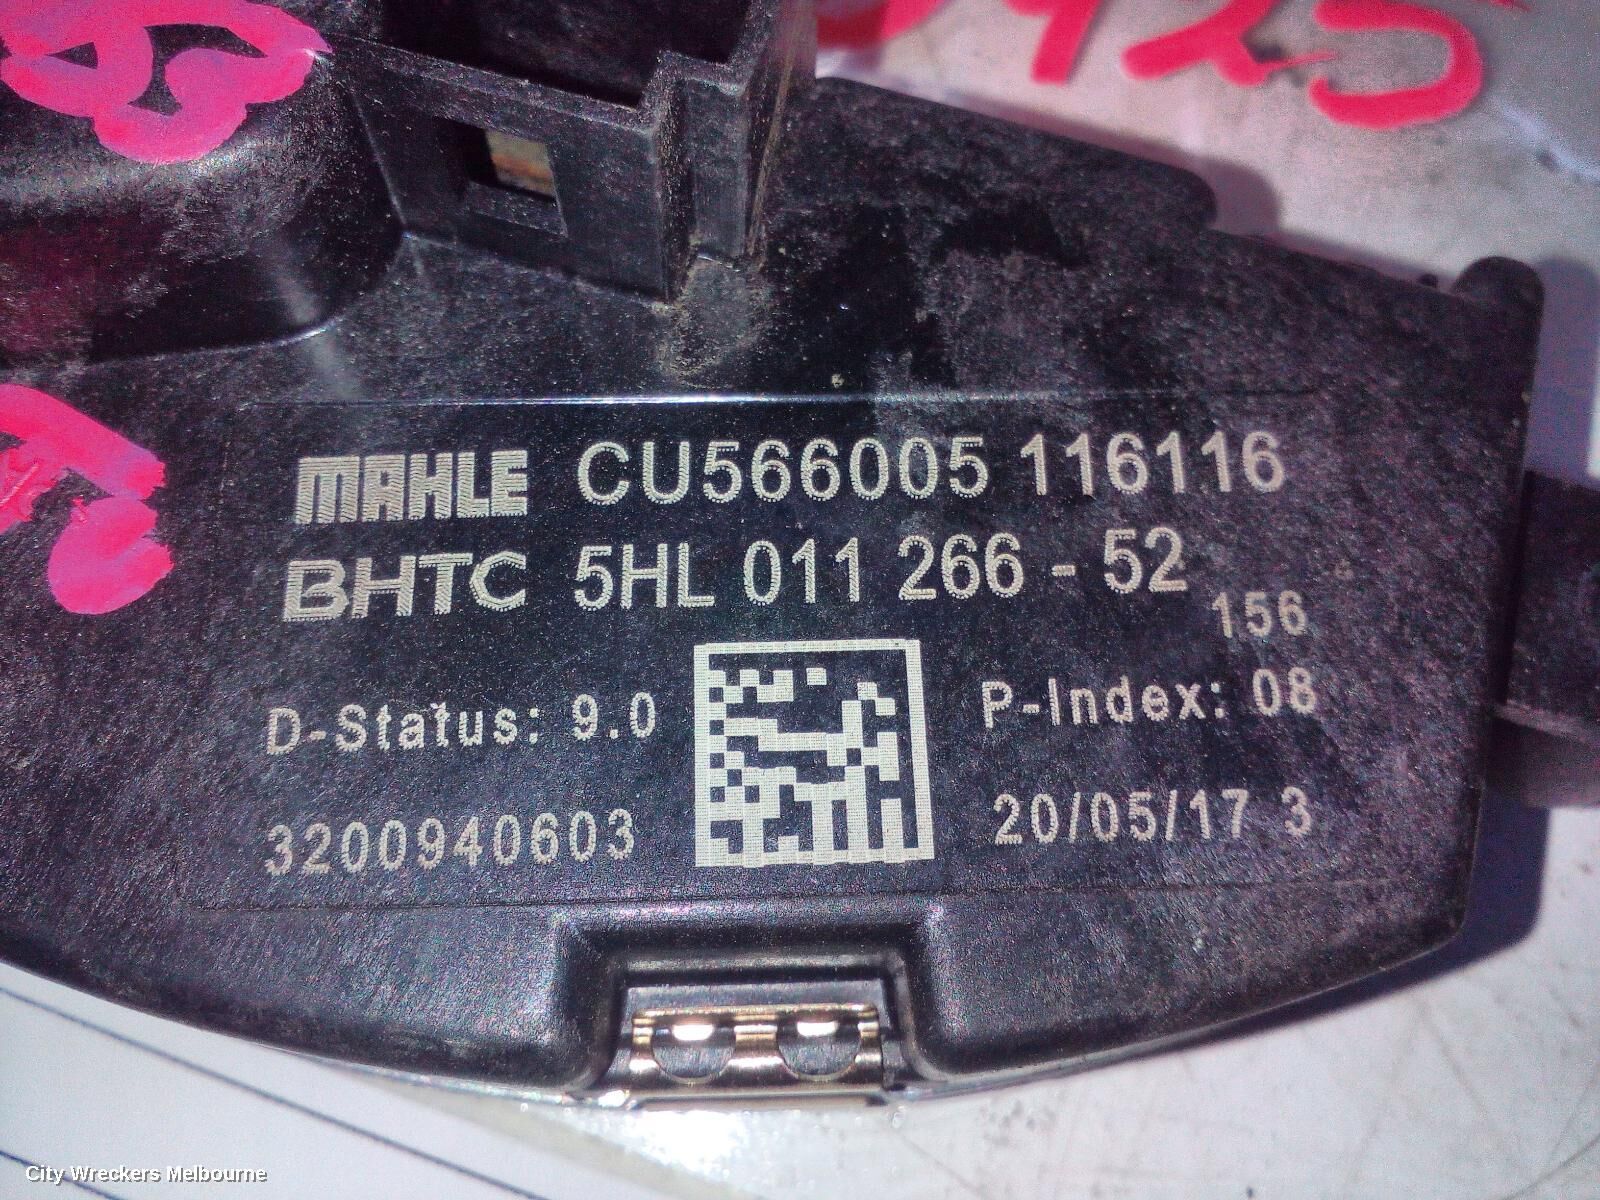 MAHLE CU566005 116116
BHTC 5HL 011 266 - 52
156
D-Status: 9.0
P-Index: 08
3200940603
20/05/17 3
City Wreckers Melbourne